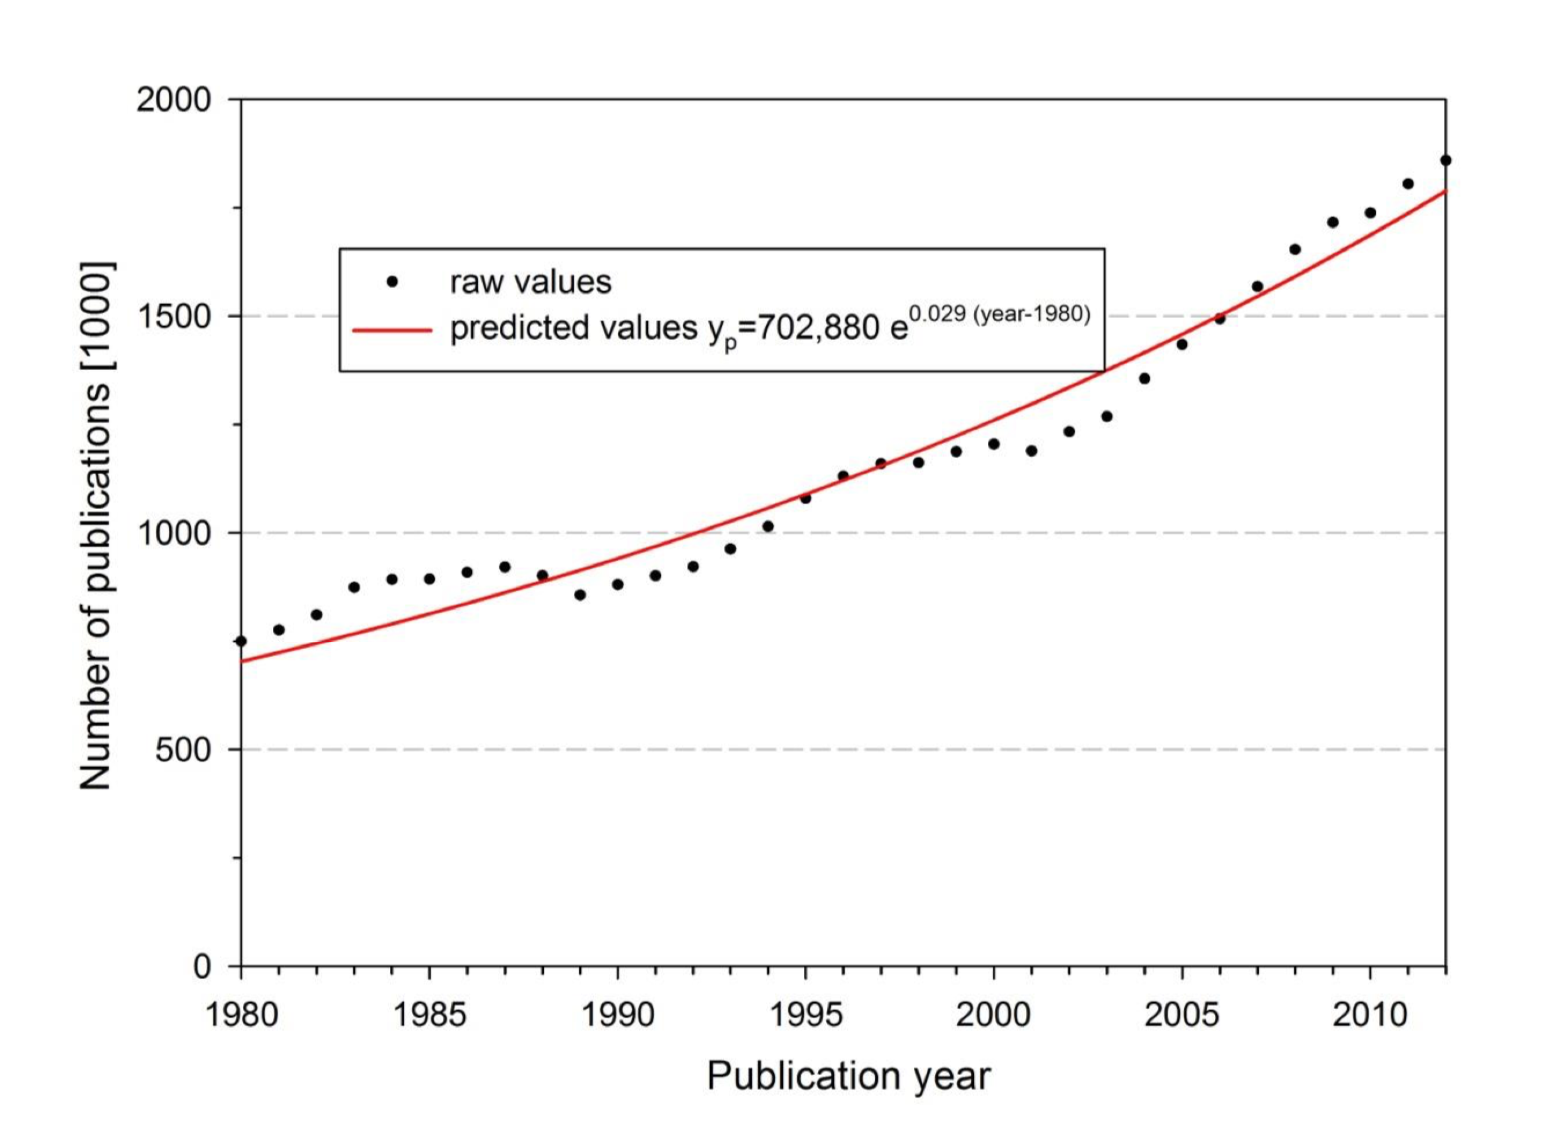 2000
1500
1000
500
0
Number of publications [1000]
raw values
predicted values yp=702,880 e0.029 (year-1980)
1980 1985 1990 1995 2000 2005 2010
Publication year